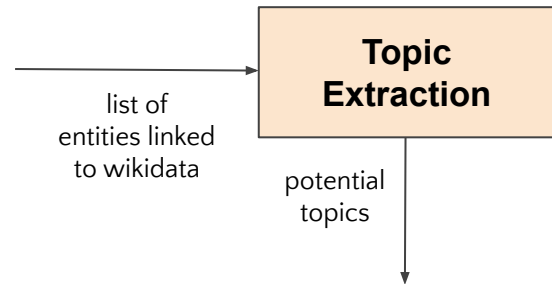 Topic
Extraction
list of
entities linked
to wikidata
potential
topics